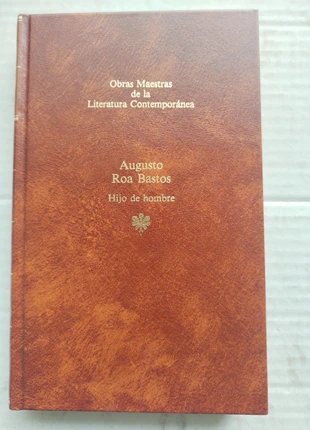 Obras Maestras
de la
Literatura Contemporánea
Augusto
Roa Bastos
Hijo de hombre